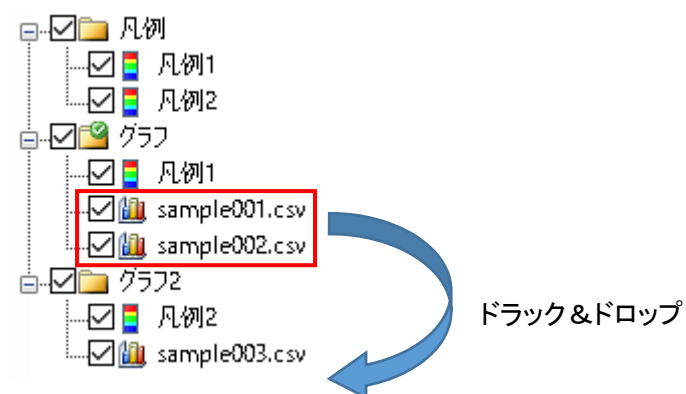 凡例
凡例1
凡例2
グラフ
凡例1
sample001.csv
sample002.csv
グラフ2
凡例2
sample003.csv
ドラック＆ドロップ